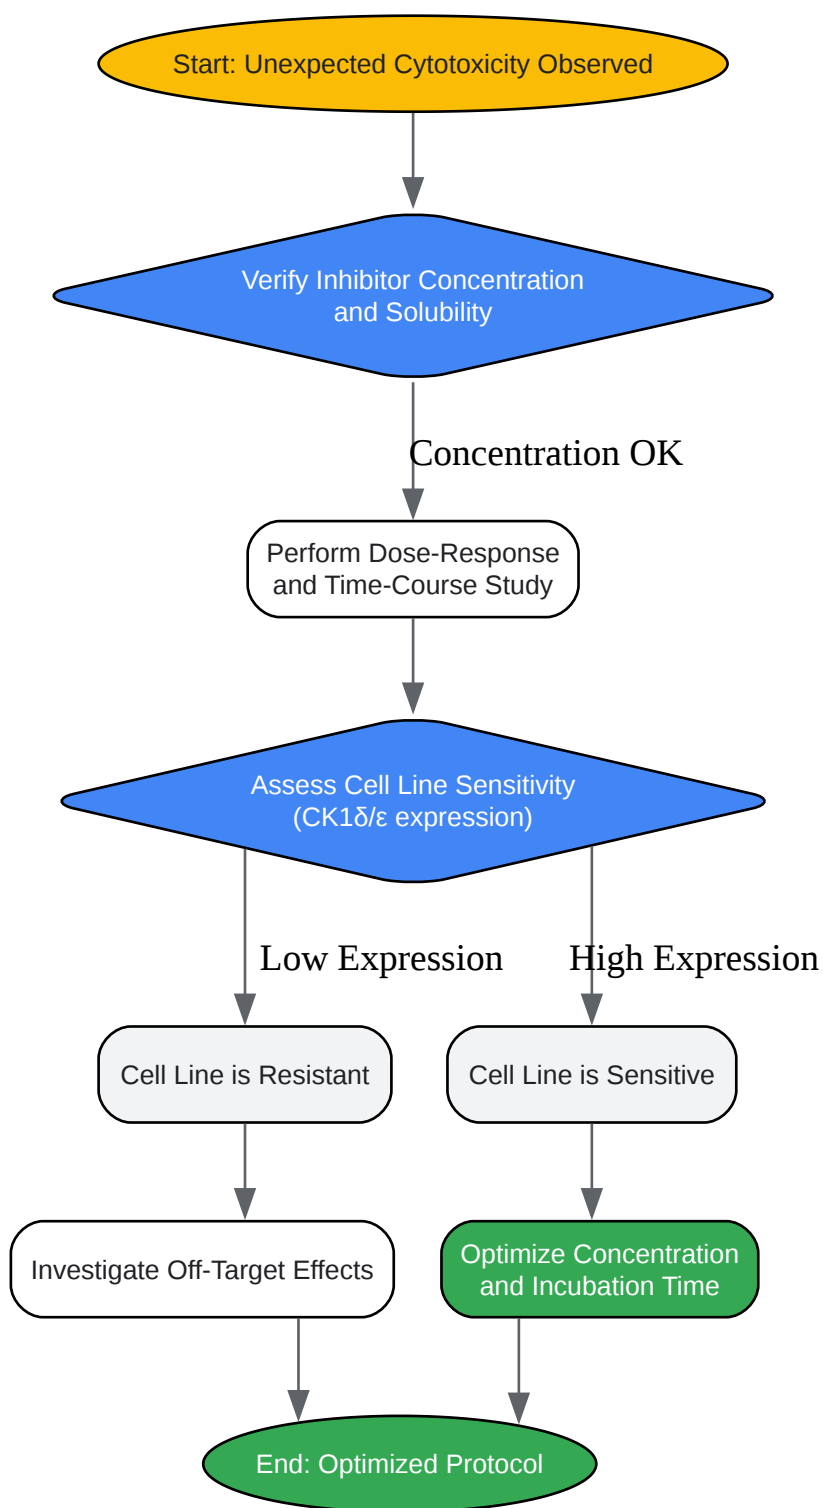 Start: Unexpected Cytotoxicity Observed
Verify Inhibitor Concentration
and Solubility
Concentration OK
Perform Dose-Response
and Time-Course Study
Assess Cell Line Sensitivity
(CK1δ/ε expression)
Low Expression
High Expression
Cell Line is Resistant
Cell Line is Sensitive
Investigate Off-Target Effects
Optimize Concentration
and Incubation Time
End: Optimized Protocol